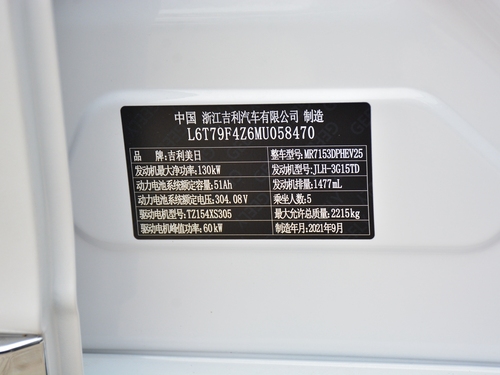 中国 浙江吉利汽车有限公司 制造
L6T79F4Z6MU058470
品 牌:吉利美日 整车型号:MR7153DPHEV25
发动机最大净功率:130kW 发动机型号:JLH-3G15TD
动力电池系统额定容量:51Ah 发动机排量:1477mL
动力电池系统额定电压:304.08V 乘坐人数:5
驱动电机型号:TZ154XS305 最大允许总质量:2215kg
驱动电机峰值功率:60kW 制造年月:2021年9月